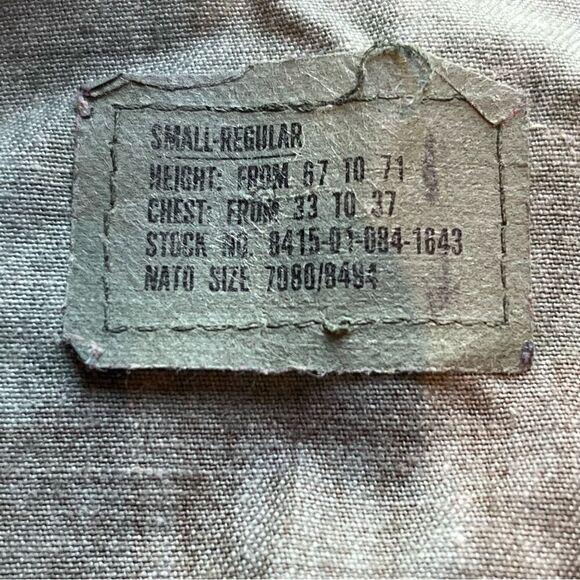 SMALL-REGULAR
HEIGHT: FROM 67 TO 71
CHEST: FROM 33 TO 37
STOCK NO. 8415-01-084-1643
NATO SIZE 7080/8494